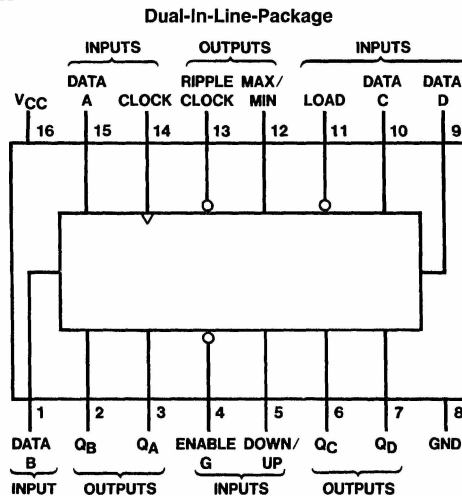 Dual-In-Line-Package
INPUTS OUTPUTS INPUTS
DATA RIPPLE MAX/ DATA DATA
VCC A CLOCK CLOCK MIN LOAD C D
16 15 14 13 12 11 10 9
1 2 3 4 5 6 7 8
DATA QB QA ENABLE DOWN/ QC QD GND
B G UP
INPUT OUTPUTS INPUTS OUTPUTS